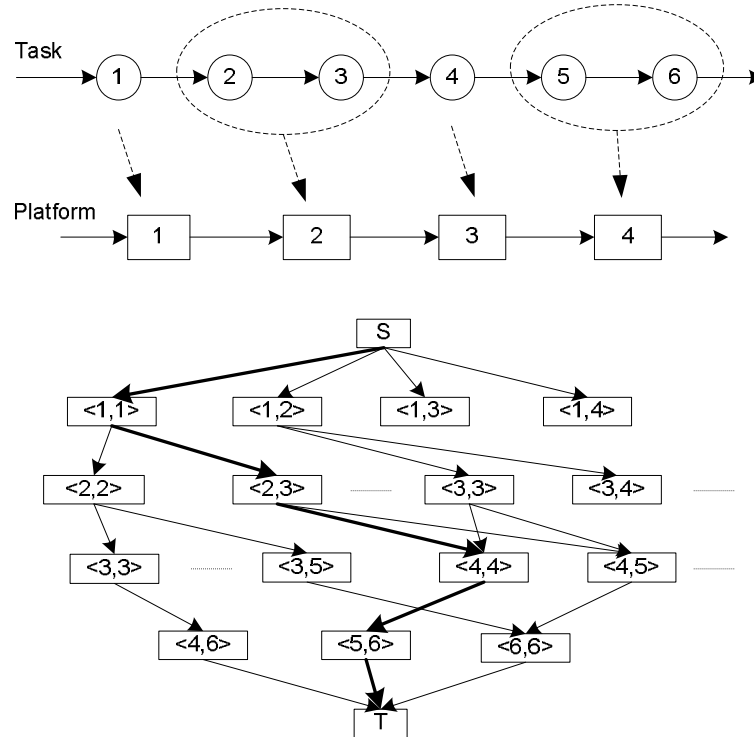 Task
1 2 3 4 5 6
Platform
1 2 3 4
S
<1,1> <1,2> <1,3> <1,4>
<2,2> <2,3> <3,3> <3,4>
<3,3> <3,5> <4,4> <4,5>
<4,6> <5,6> <6,6>
T